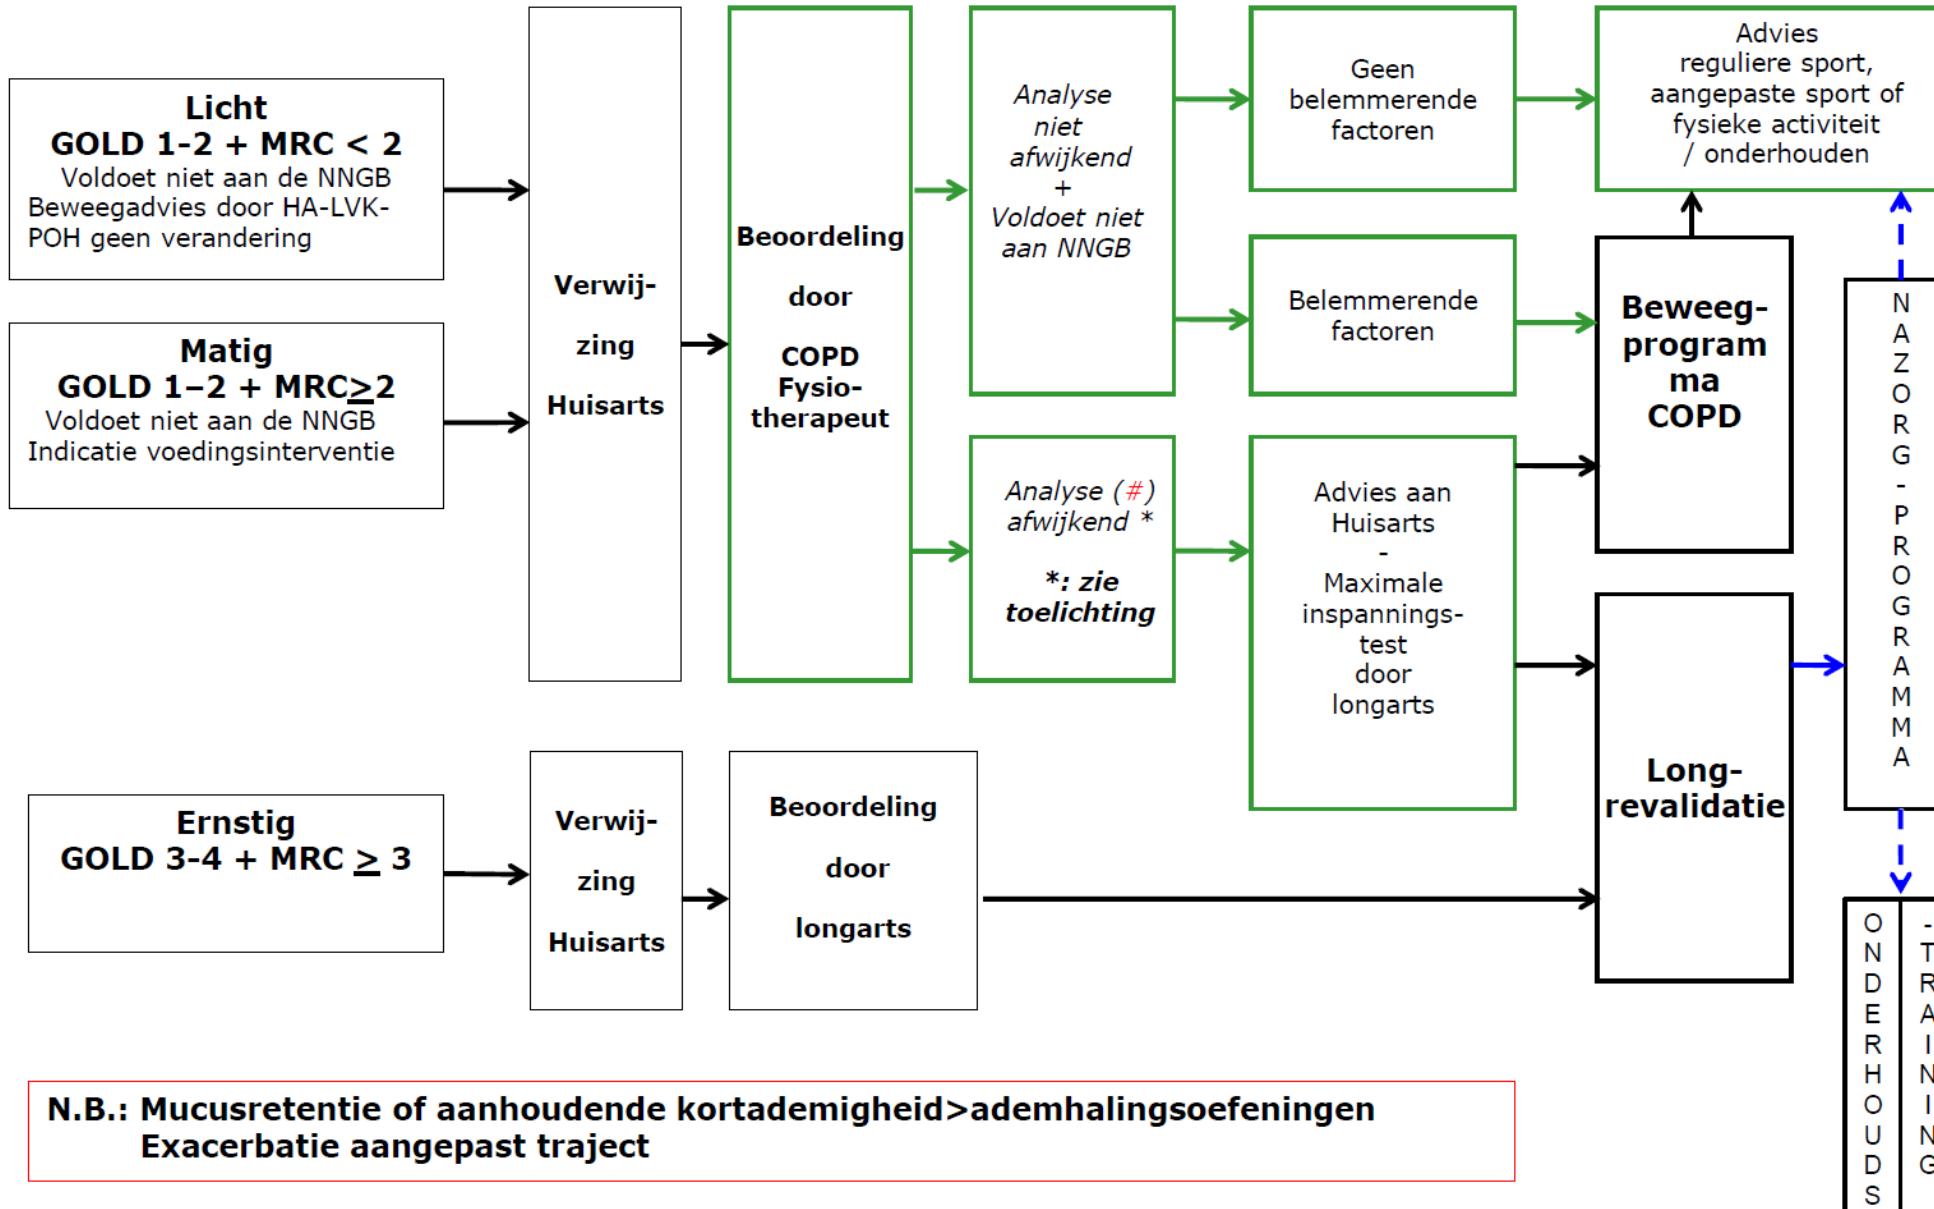 Licht
GOLD 1-2 + MRC < 2
Voldoet niet aan de NNGB
Beweegadvies door HA-LVK-
POH geen verandering
Matig
GOLD 1–2 + MRC≥2
Voldoet niet aan de NNGB
Indicatie voedingsinterventie
Verwij-
zing
Huisarts
Beoordeling
door
COPD
Fysio-
therapeut
Analyse
niet
afwijkend
+
Voldoet niet
aan NNGB
Analyse (#)
afwijkend *
*: zie
toelichting
Geen
belemmerende
factoren
Belemmerende
factoren
Advies aan
Huisarts
-
Maximale
inspannings-
test
door
longarts
Advies
reguliere sport,
aangepaste sport of
fysieke activiteit
/ onderhouden
Beweeg-
program
ma
COPD
Long-
revalidatie
NAZORG-PROGRAMMA
ONDERHOUDS
-TRAINING
Ernstig
GOLD 3-4 + MRC ≥ 3
Verwij-
zing
Huisarts
Beoordeling
door
longarts
N.B.: Mucusretentie of aanhoudende kortademigheid>ademhalingsoefeningen
Exacerbatie aangepast traject